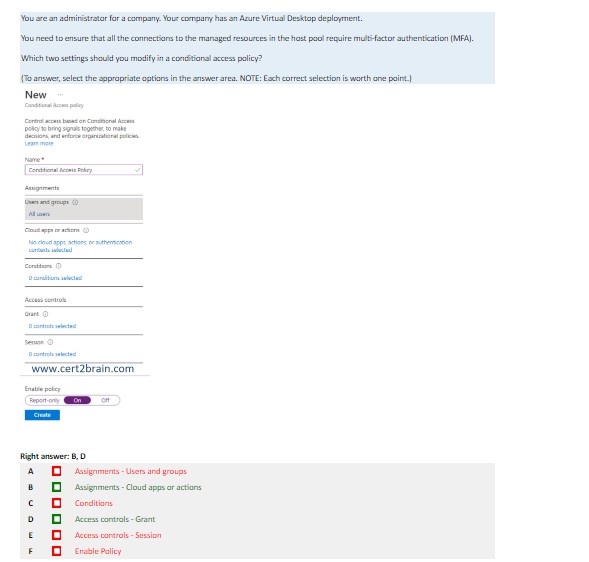 You are an administrator for a company. Your company has an Azure Virtual Desktop deployment.
You need to ensure that all the connections to the managed resources in the host pool require multi-factor authentication (MFA).
Which two settings should you modify in a conditional access policy?
(To answer, select the appropriate options in the answer area. NOTE: Each correct selection is worth one point.)
New ...
Conditional Access policy
Control access based on Conditional Access
policy to bring signals together, to make
decisions, and enforce organizational policies.
Learn more
Name *
Conditional Access Policy
Assignments
Users and groups
All users
Cloud apps or actions
No cloud apps, actions, or authentication
contexts selected
Conditions
0 conditions selected
Access controls
Grant
0 controls selected
Session
0 controls selected
www.cert2brain.com
Enable policy
Report-only On Off
Create
Right answer: B, D
A Assignments - Users and groups
B Assignments - Cloud apps or actions
C Conditions
D Access controls - Grant
E Access controls - Session
F Enable Policy